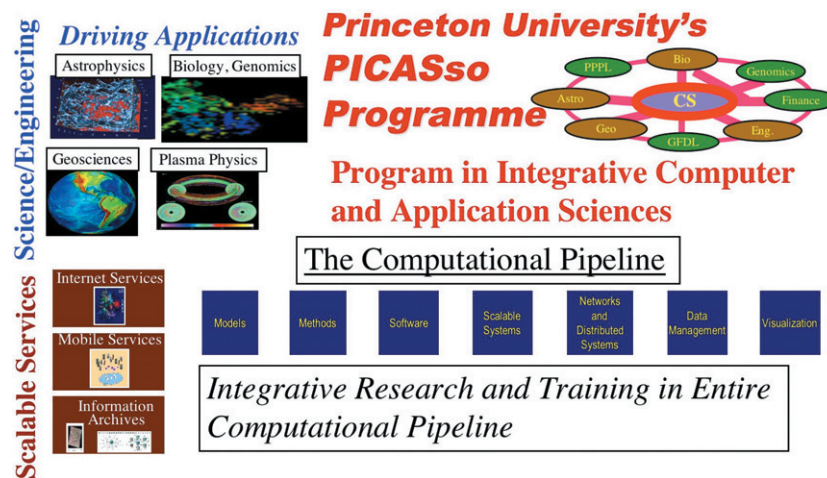 Science/Engineering
Driving Applications
Astrophysics
Biology, Genomics
Geosciences
Plasma Physics
Princeton University's
PICASso
Programme
Bio
PPPL
Genomics
Astro
CS
Finance
Geo
Eng.
GFDL
Program in Integrative Computer
and Application Sciences
Scalable Services
Internet Services
Mobile Services
Information
Archives
The Computational Pipeline
Models
Methods
Software
Scalable
Systems
Networks
and
Distributed
Systems
Data
Management
Visualization
Integrative Research and Training in Entire
Computational Pipeline